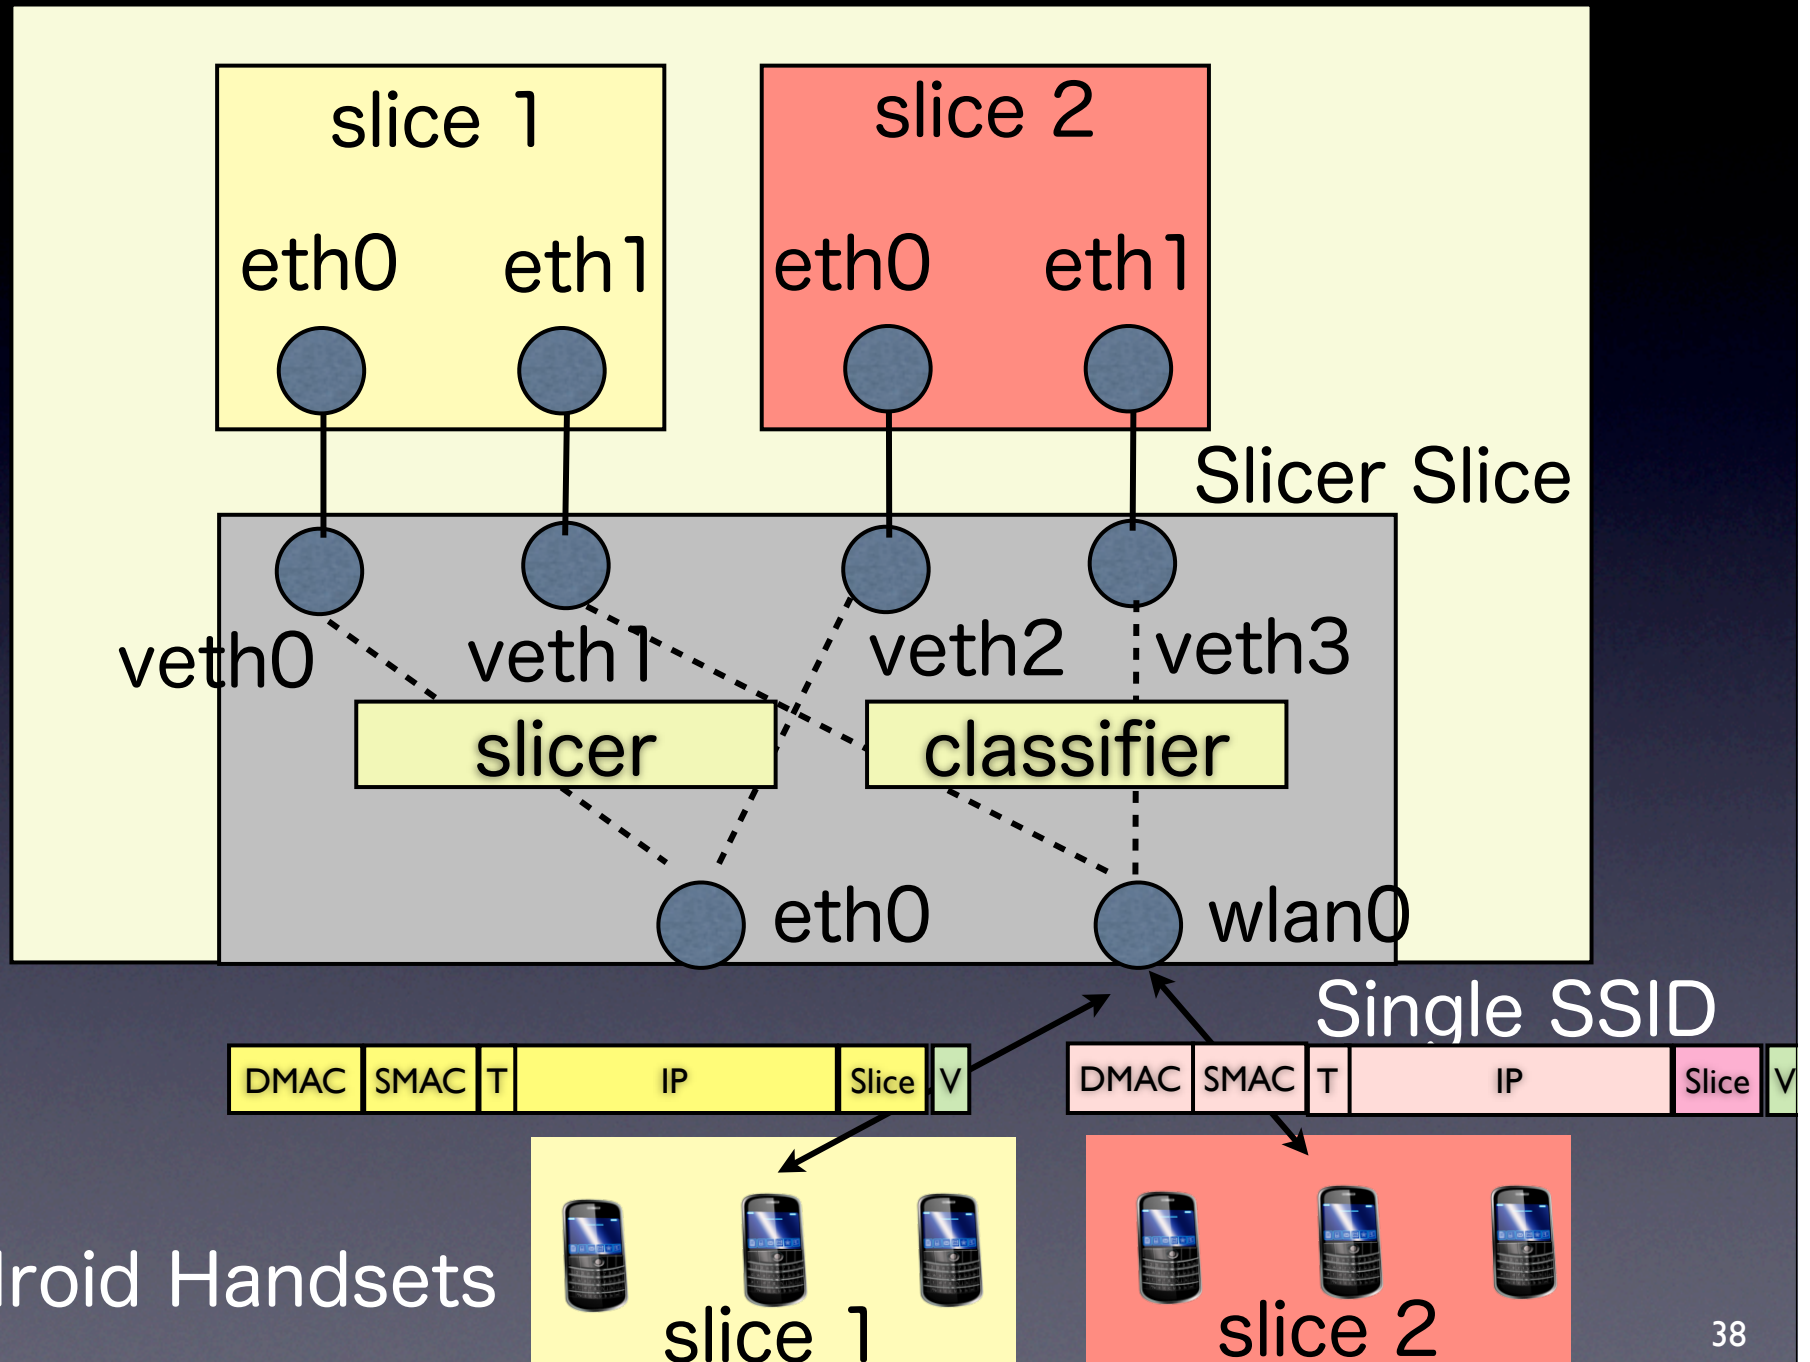 slice 1
slice 2
eth0
eth1
eth0
eth1
Slicer Slice
veth0
veth1
veth2
veth3
slicer
classifier
eth0
wlan0
Single SSID
DMAC SMAC T IP Slice V
DMAC SMAC T IP Slice V
Handsets
slice 1
slice 2
38